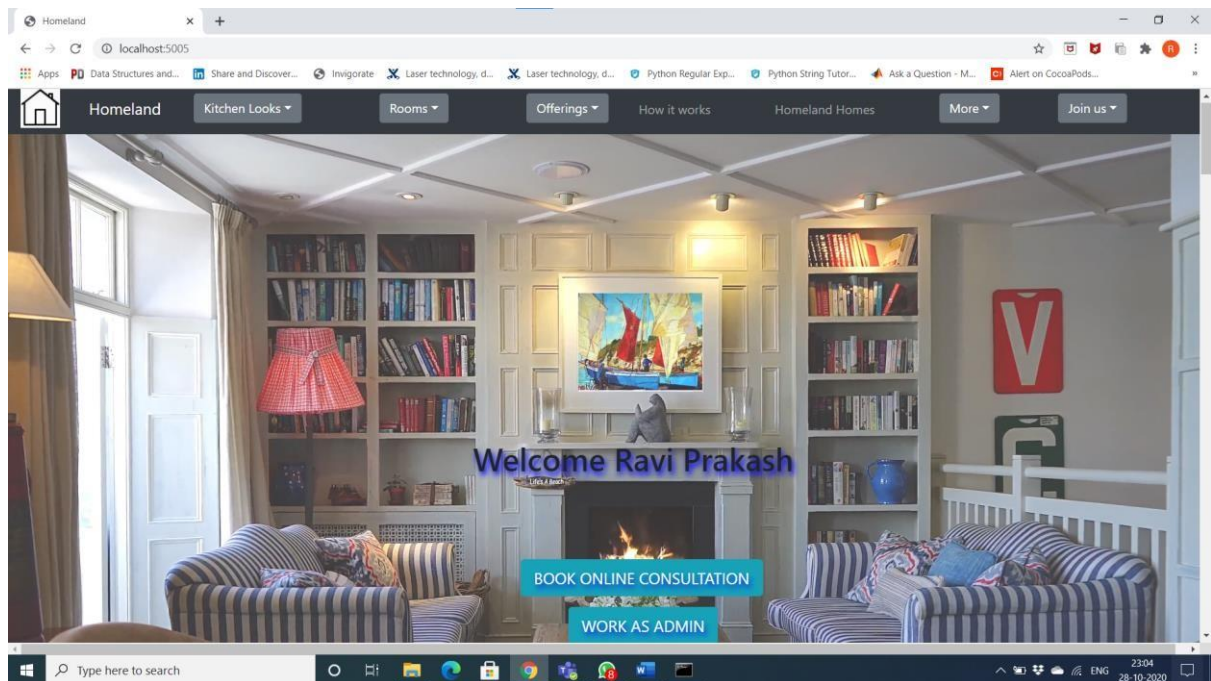 Homeland
localhost:5005
Apps
Data Structures and...
Share and Discover...
Invigorate
Laser technology, d...
Laser technology, d...
Python Regular Exp...
Python String Tutor...
Ask a Question - M...
Alert on CocoaPods...
Homeland
Kitchen Looks
Rooms
Offerings
How it works
Homeland Homes
More
Join us
V
Welcome Ravi Prakash
Life's A Beach
BOOK ONLINE CONSULTATION
WORK AS ADMIN
Type here to search
ENG
23:04
28-10-2020